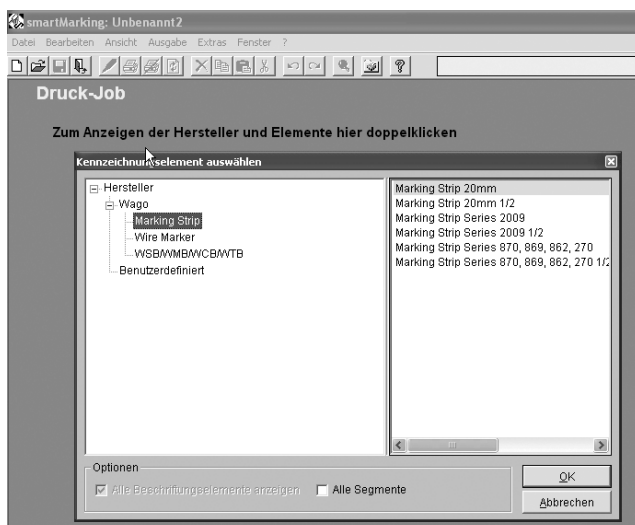 smartMarking: Unbenannt2
Datei Bearbeiten Ansicht Ausgabe Extras Fenster ?
Druck-Job
Zum Anzeigen der Hersteller und Elemente hier doppelklicken
Kennzeichnungselement auswählen
Hersteller
Wago
Marking Strip
Wire Marker
WSB/WMB/WCB/WTB
Benutzerdefiniert
Marking Strip 20mm
Marking Strip 20mm 1/2
Marking Strip Series 2009
Marking Strip Series 2009 1/2
Marking Strip Series 870, 869, 862, 270
Marking Strip Series 870, 869, 862, 270 1/2
Optionen
Alle Beschriftungselemente anzeigen
Alle Segmente
OK
Abbrechen